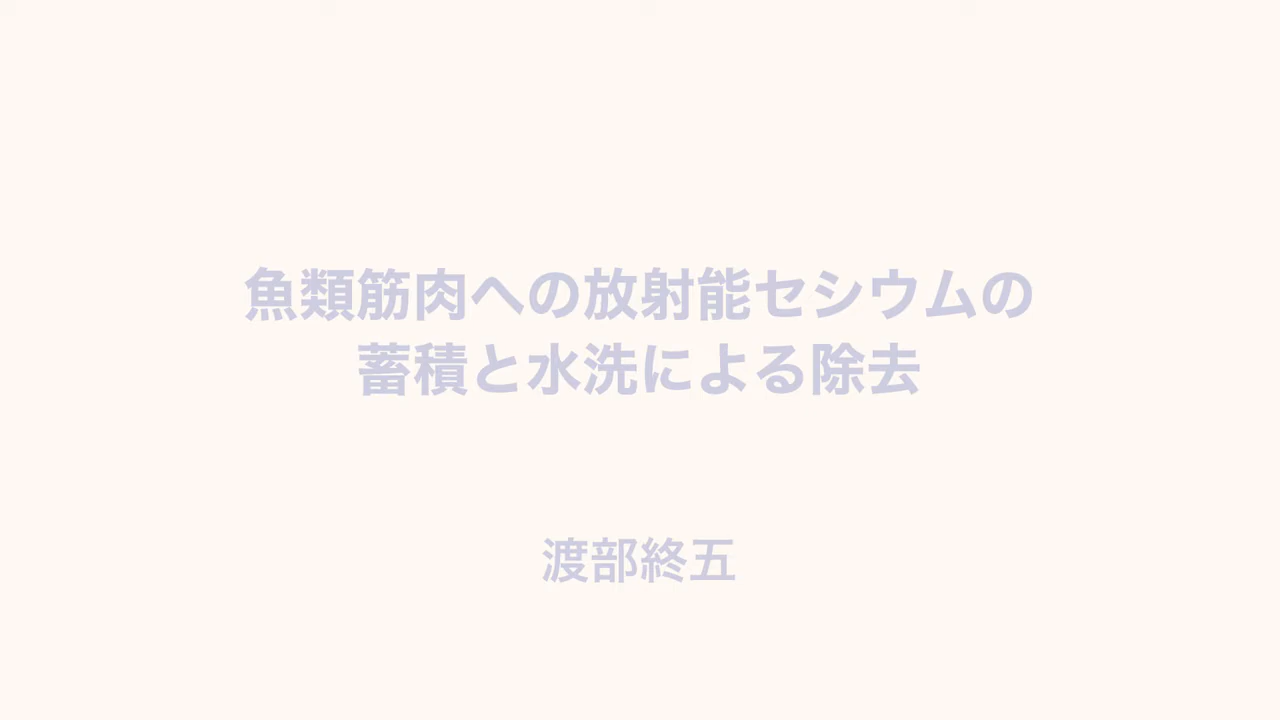 魚類筋肉への放射能セシウムの
蓄積と水洗による除去
渡部終五